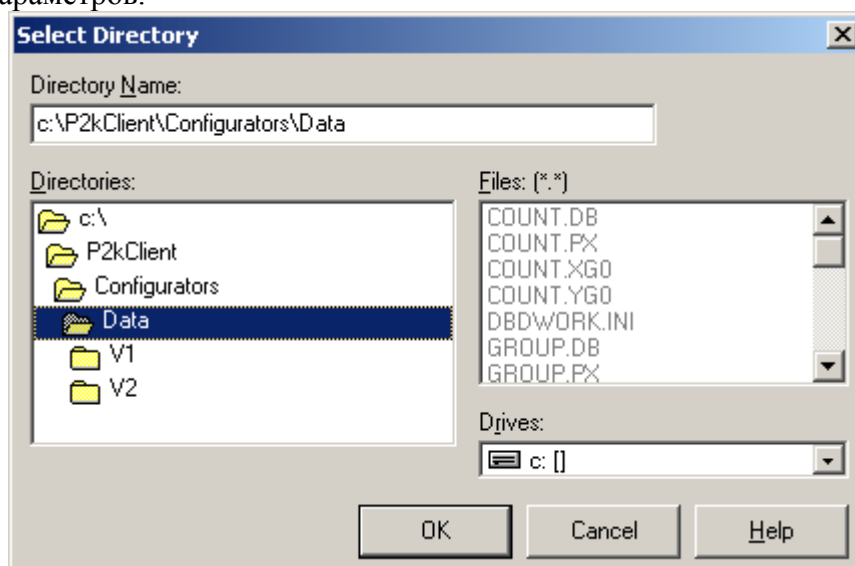 араметров.
Select Directory
Directory Name:
c:\P2kClient\Configurators\Data
Directories:
c:\
P2kClient
Configurators
Data
V1
V2
Files: (*.*)
COUNT.DB
COUNT.PX
COUNT.XG0
COUNT.YG0
DBDWORK.INI
GROUP.DB
GROUP.PX
Drives:
c: []
OK
Cancel
Help